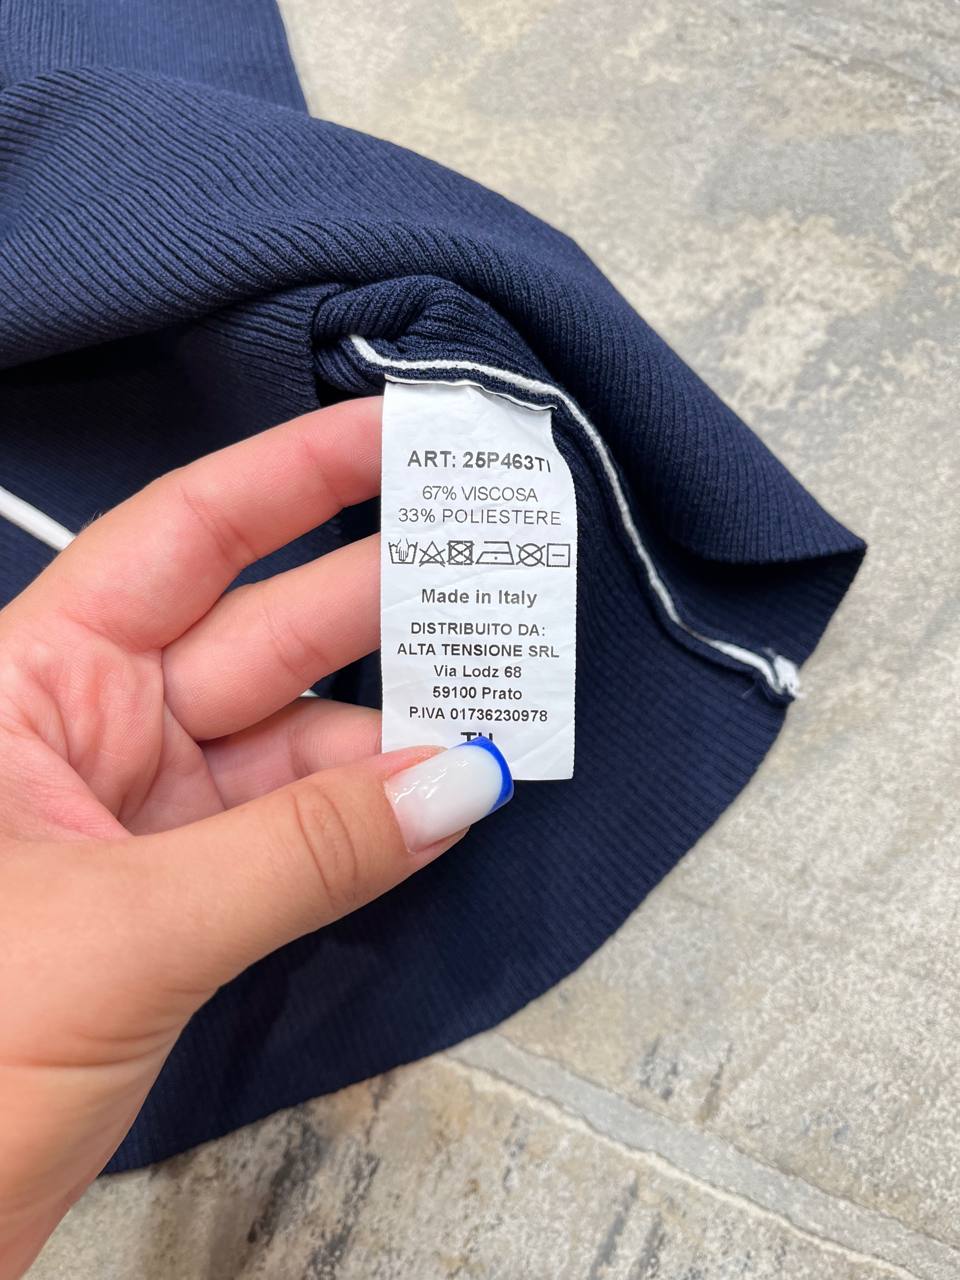 ART: 25P463TI
67% VISCOSA
33% POLIESTERE
Made in Italy
DISTRIBUITO DA:
ALTA TENSIONE SRL
Via Lodz 68
59100 Prato
P.IVA 01736230978